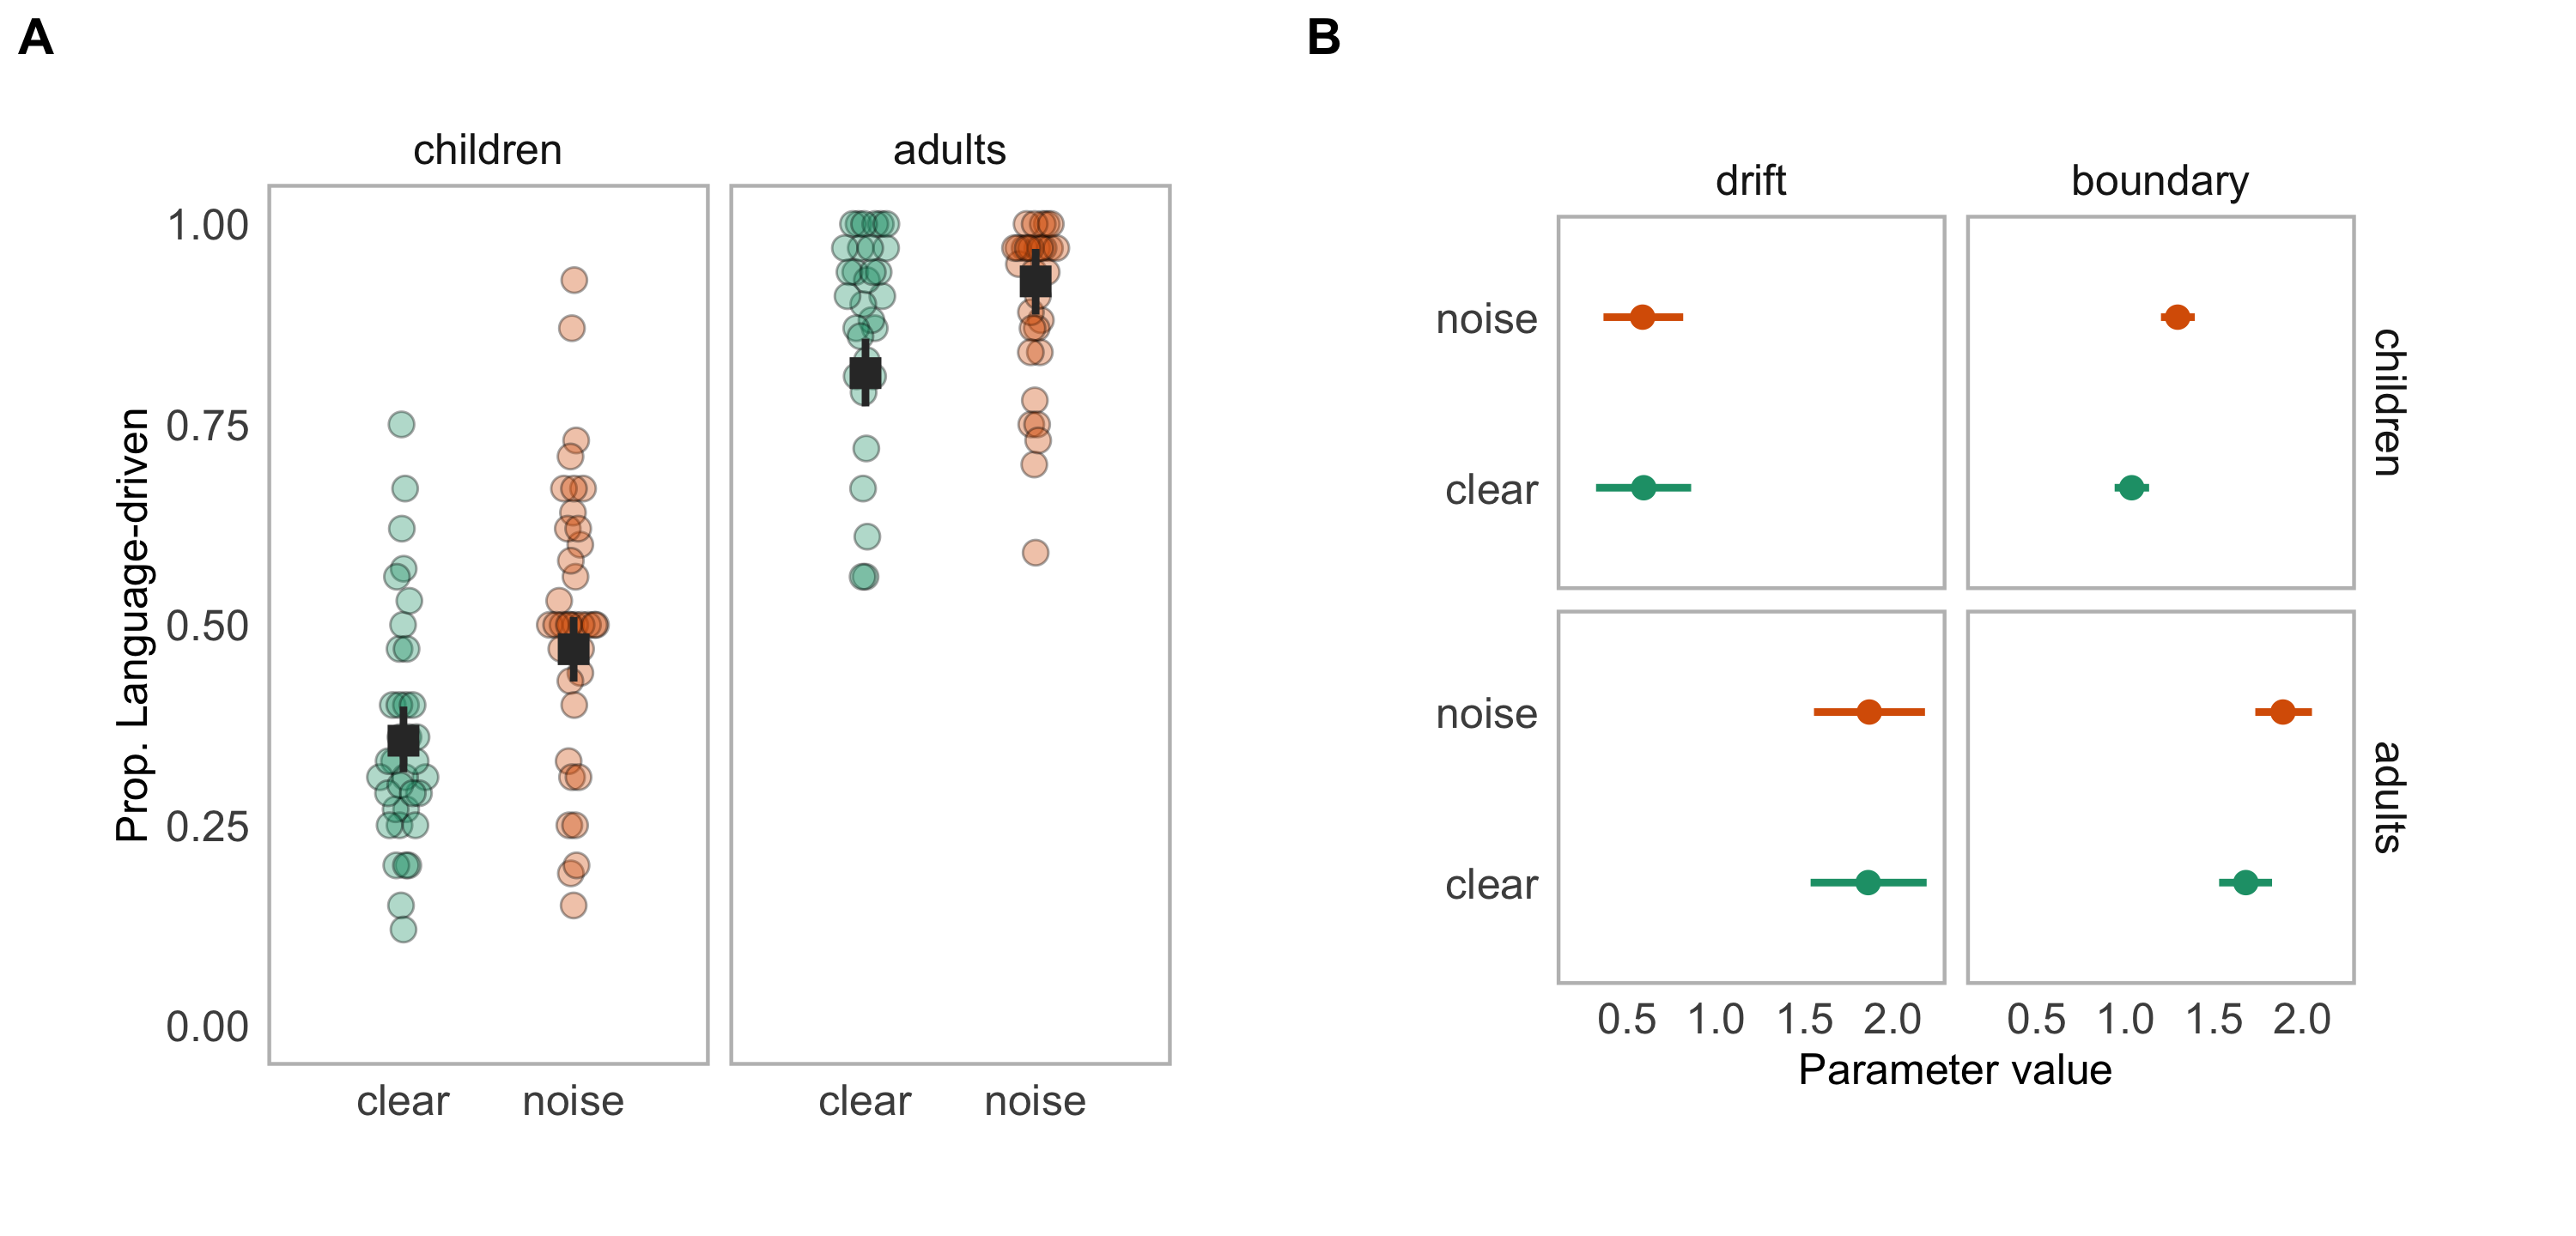 A
children
adults
Prop. Language-driven
1.00
0.75
0.50
0.25
0.00
clear
noise
clear
noise
B
drift
boundary
noise
clear
children
noise
clear
adults
0.5 1.0 1.5 2.0
0.5 1.0 1.5 2.0
Parameter value